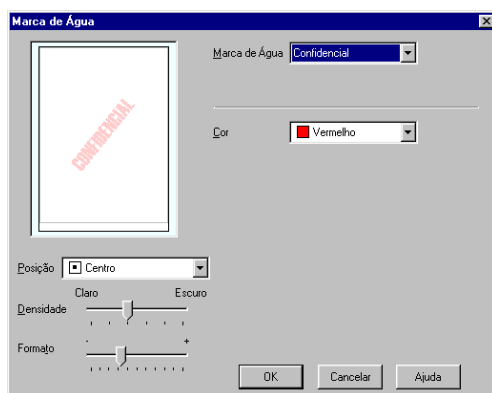 Marca de Água
Marca de Água Confidencial
CONFIDENCIAL
Cor Vermelho
Posição Centro
Claro Escuro
Densidade
- +
Formato
OK Cancelar Ajuda